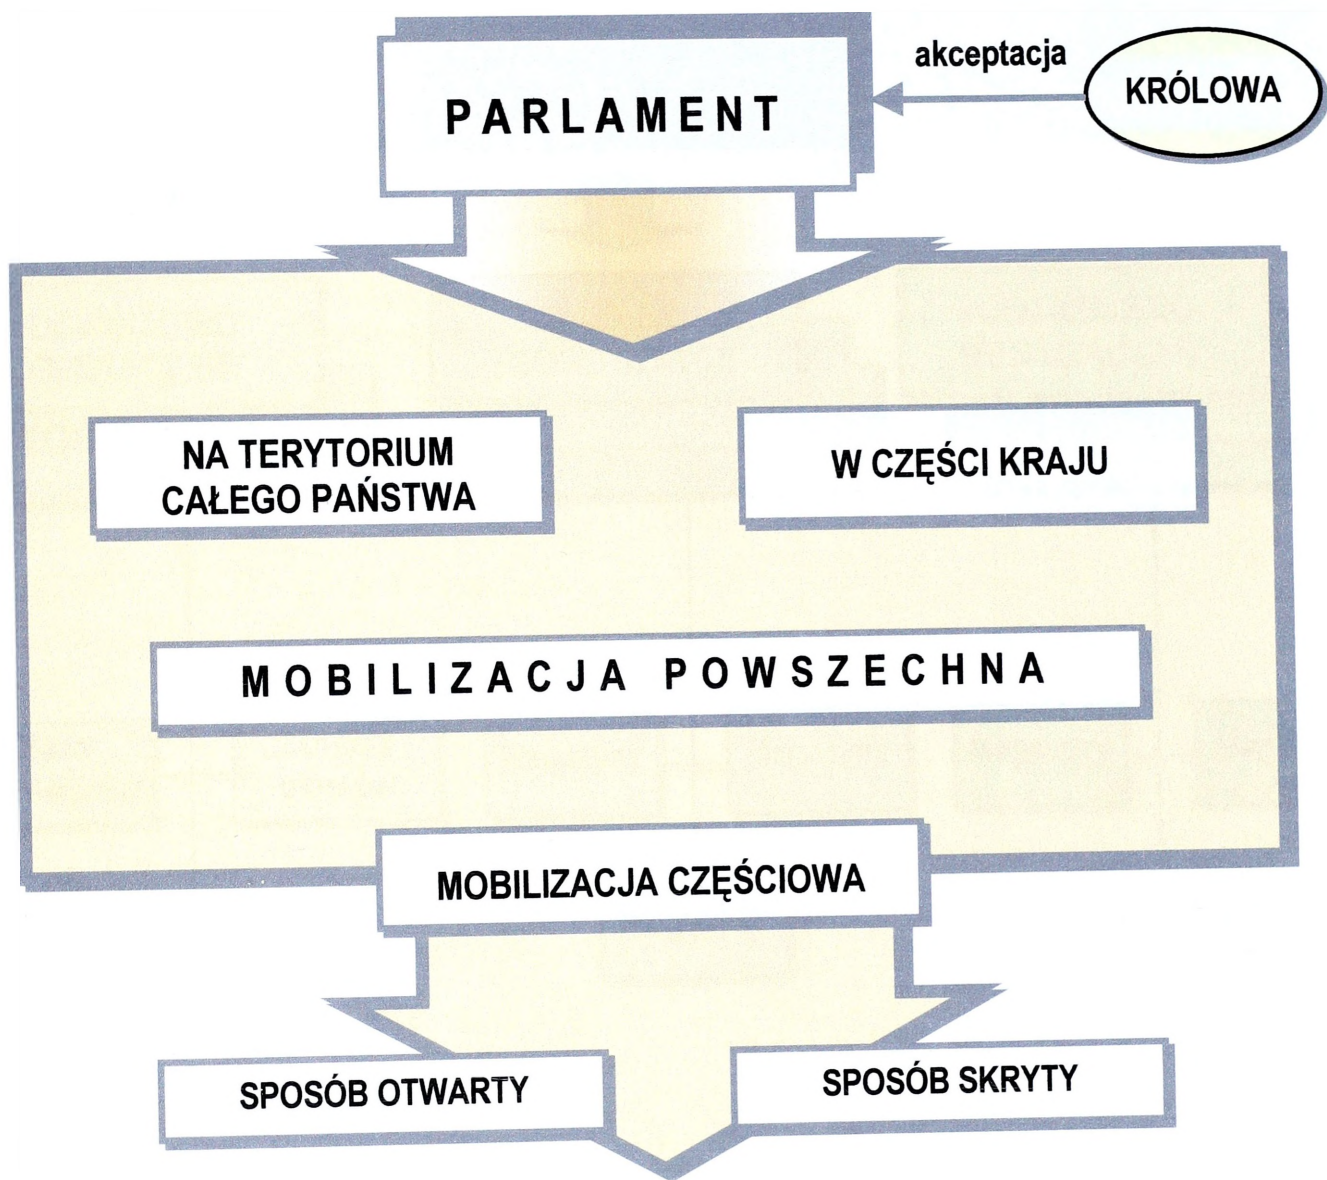 akceptacja
KRÓLOWA
PARLAMENT
NA TERYTORIUM
CAŁEGO PAŃSTWA
W CZĘŚCI KRAJU
MOBILIZACJA POWSZECHNA
MOBILIZACJA CZĘŚCIOWA
SPOSÓB OTWARTY
SPOSÓB SKRYTY